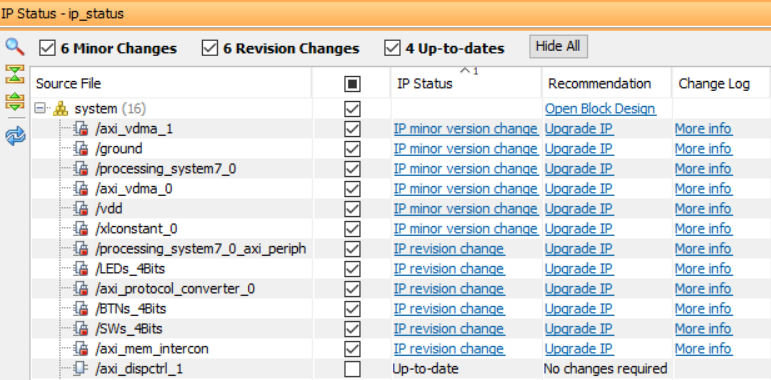 IP Status - ip_status
6 Minor Changes 6 Revision Changes 4 Up-to-dates Hide All
Source File IP Status 1 Recommendation Change Log
system (16) Open Block Design
/axi_vdma_1 IP minor version change Upgrade IP More info
/ground IP minor version change Upgrade IP More info
/processing_system7_0 IP minor version change Upgrade IP More info
/axi_vdma_0 IP minor version change Upgrade IP More info
/vdd IP minor version change Upgrade IP More info
/xlconstant_0 IP minor version change Upgrade IP More info
/processing_system7_0_axi_periph IP revision change Upgrade IP More info
/LEDs_4Bits IP revision change Upgrade IP More info
/axi_protocol_converter_0 IP revision change Upgrade IP More info
/BTNs_4Bits IP revision change Upgrade IP More info
/SWs_4Bits IP revision change Upgrade IP More info
/axi_mem_intercon IP revision change Upgrade IP More info
/axi_dispctrl_1 Up-to-date No changes required